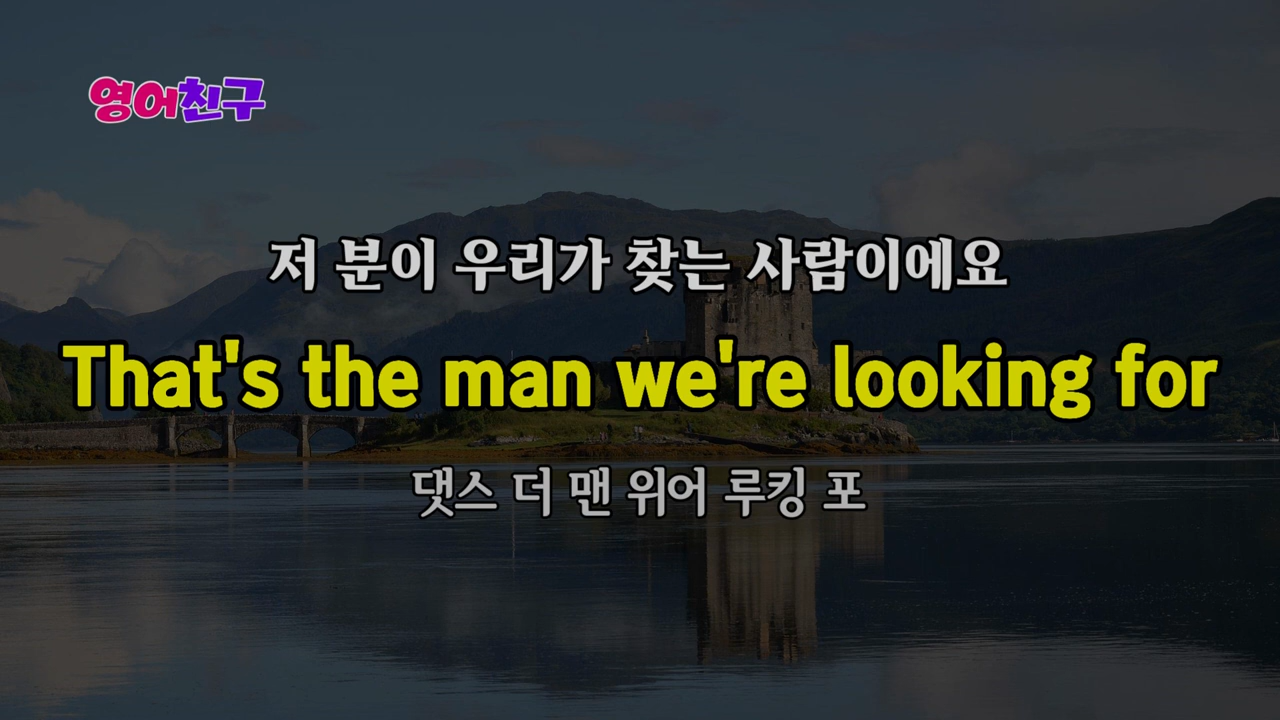 영어친구
저 분이 우리가 찾는 사람이에요
That's the man we're looking for
댓스 더 맨 위어 루킹 포